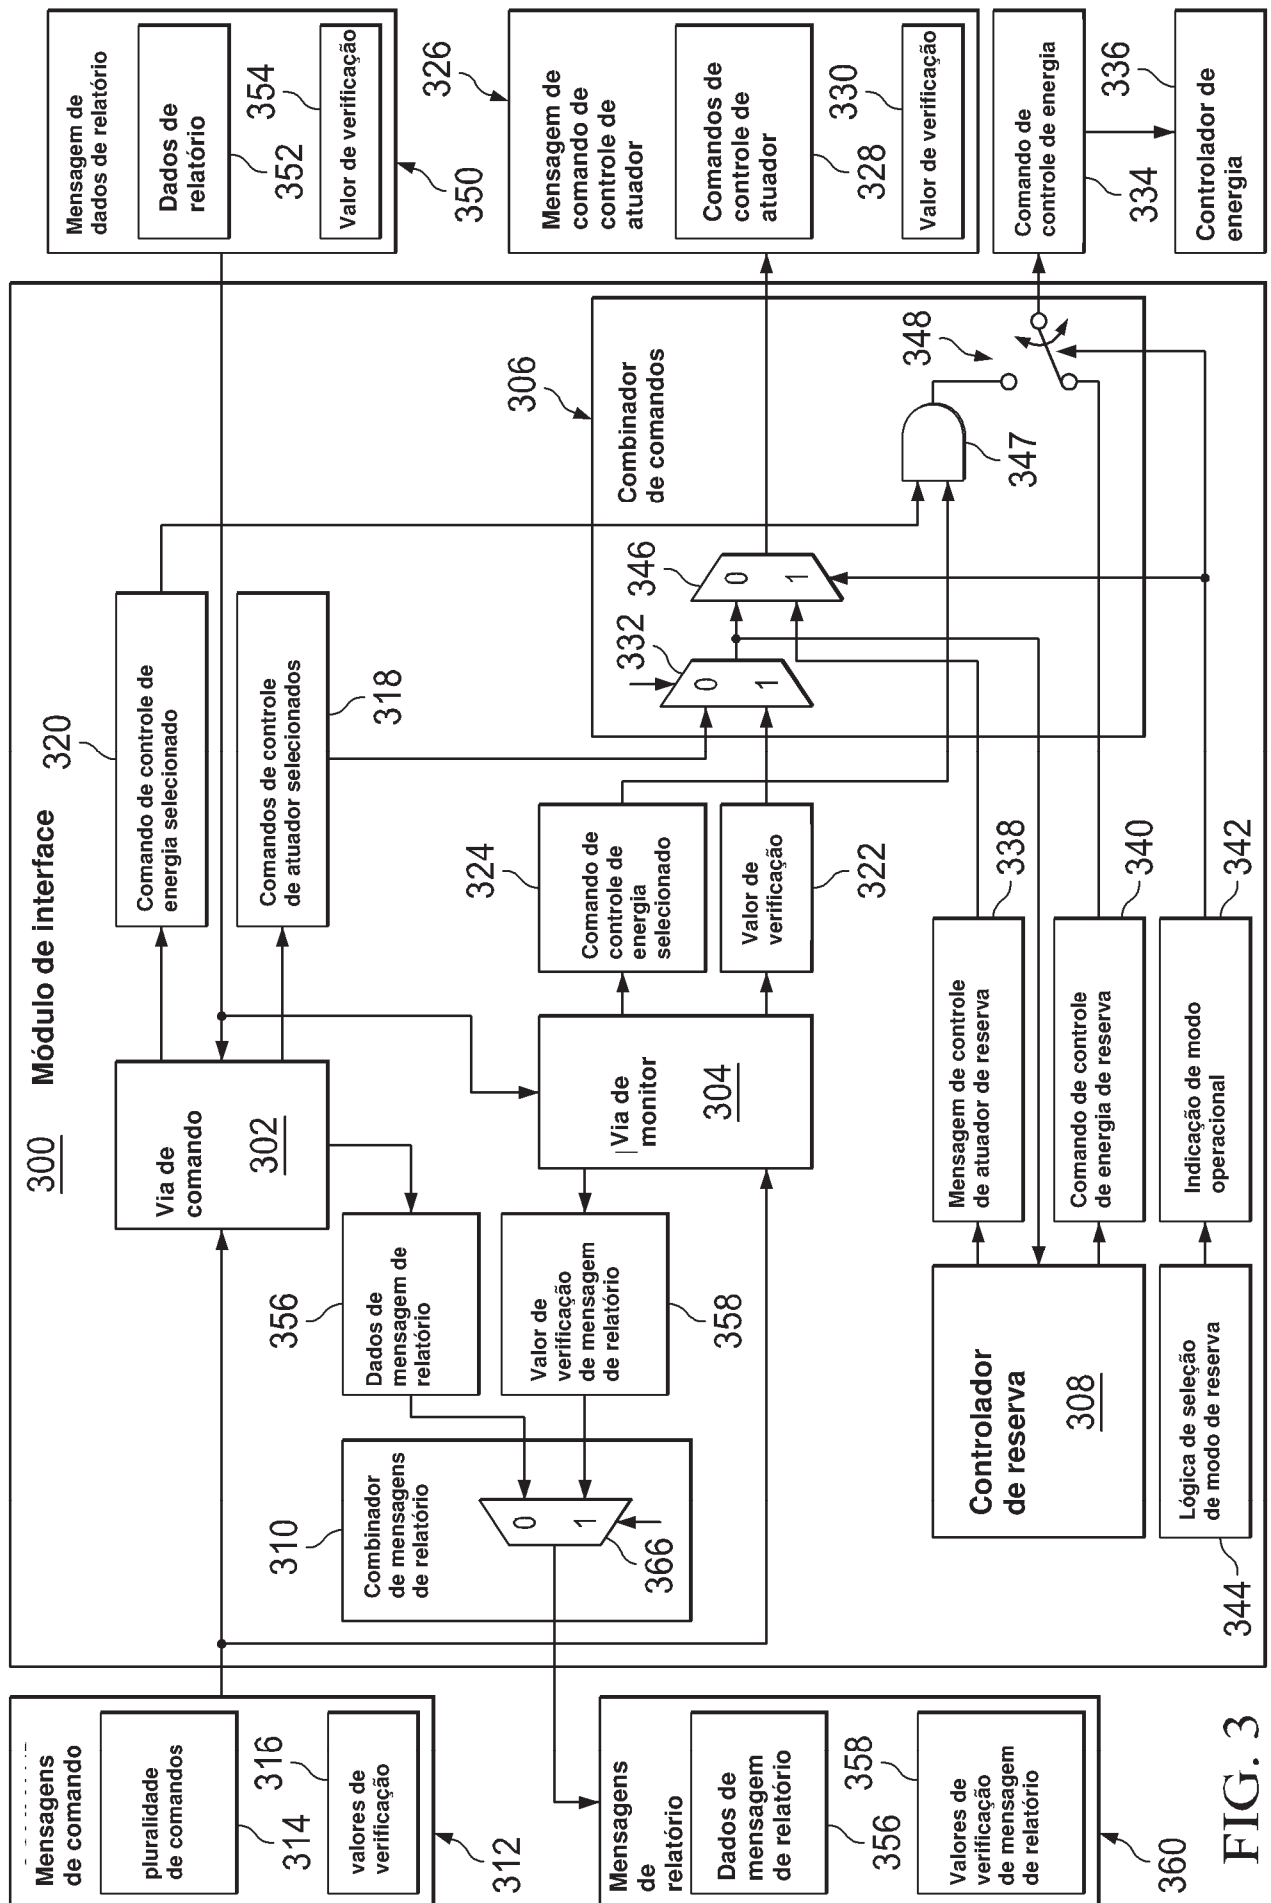 Mensagens
de comando
pluralidade
de comandos
314
valores de
verificação
316
312
Mensagens
de
relatório
Dados de
mensagem
de relatório
356
Valores de
verificação
de mensagem
de relatório
358
360
300
Módulo de interface
Via de
comando
302
Comando de controle de
energia selecionado
320
Comandos de controle
de atuador selecionados
318
Dados de
mensagem de
relatório
356
Valor de
verificação
de mensagem
de relatório
358
Combinador
de mensagens
de relatório
310
0
1
366
Via de
monitor
304
Comando de
controle de
energia
selecionado
324
Valor de
verificação
322
Combinador
de comandos
306
332
0
1
346
0
1
347
348
Controlador
de reserva
308
Mensagem de controle
de atuador de reserva
338
Comando de controle
de energia de reserva
340
Lógica de seleção
de modo de reserva
344
Indicação de modo
operacional
342
Mensagem de
dados de relatório
Dados de
relatório
352
Valor de verificação
354
350
Mensagem de
comando de
controle de
atuador
326
Comandos de
controle de
atuador
328
Valor de verificação
330
Comando de
controle de energia
334
Controlador de
energia
336
FIG. 3